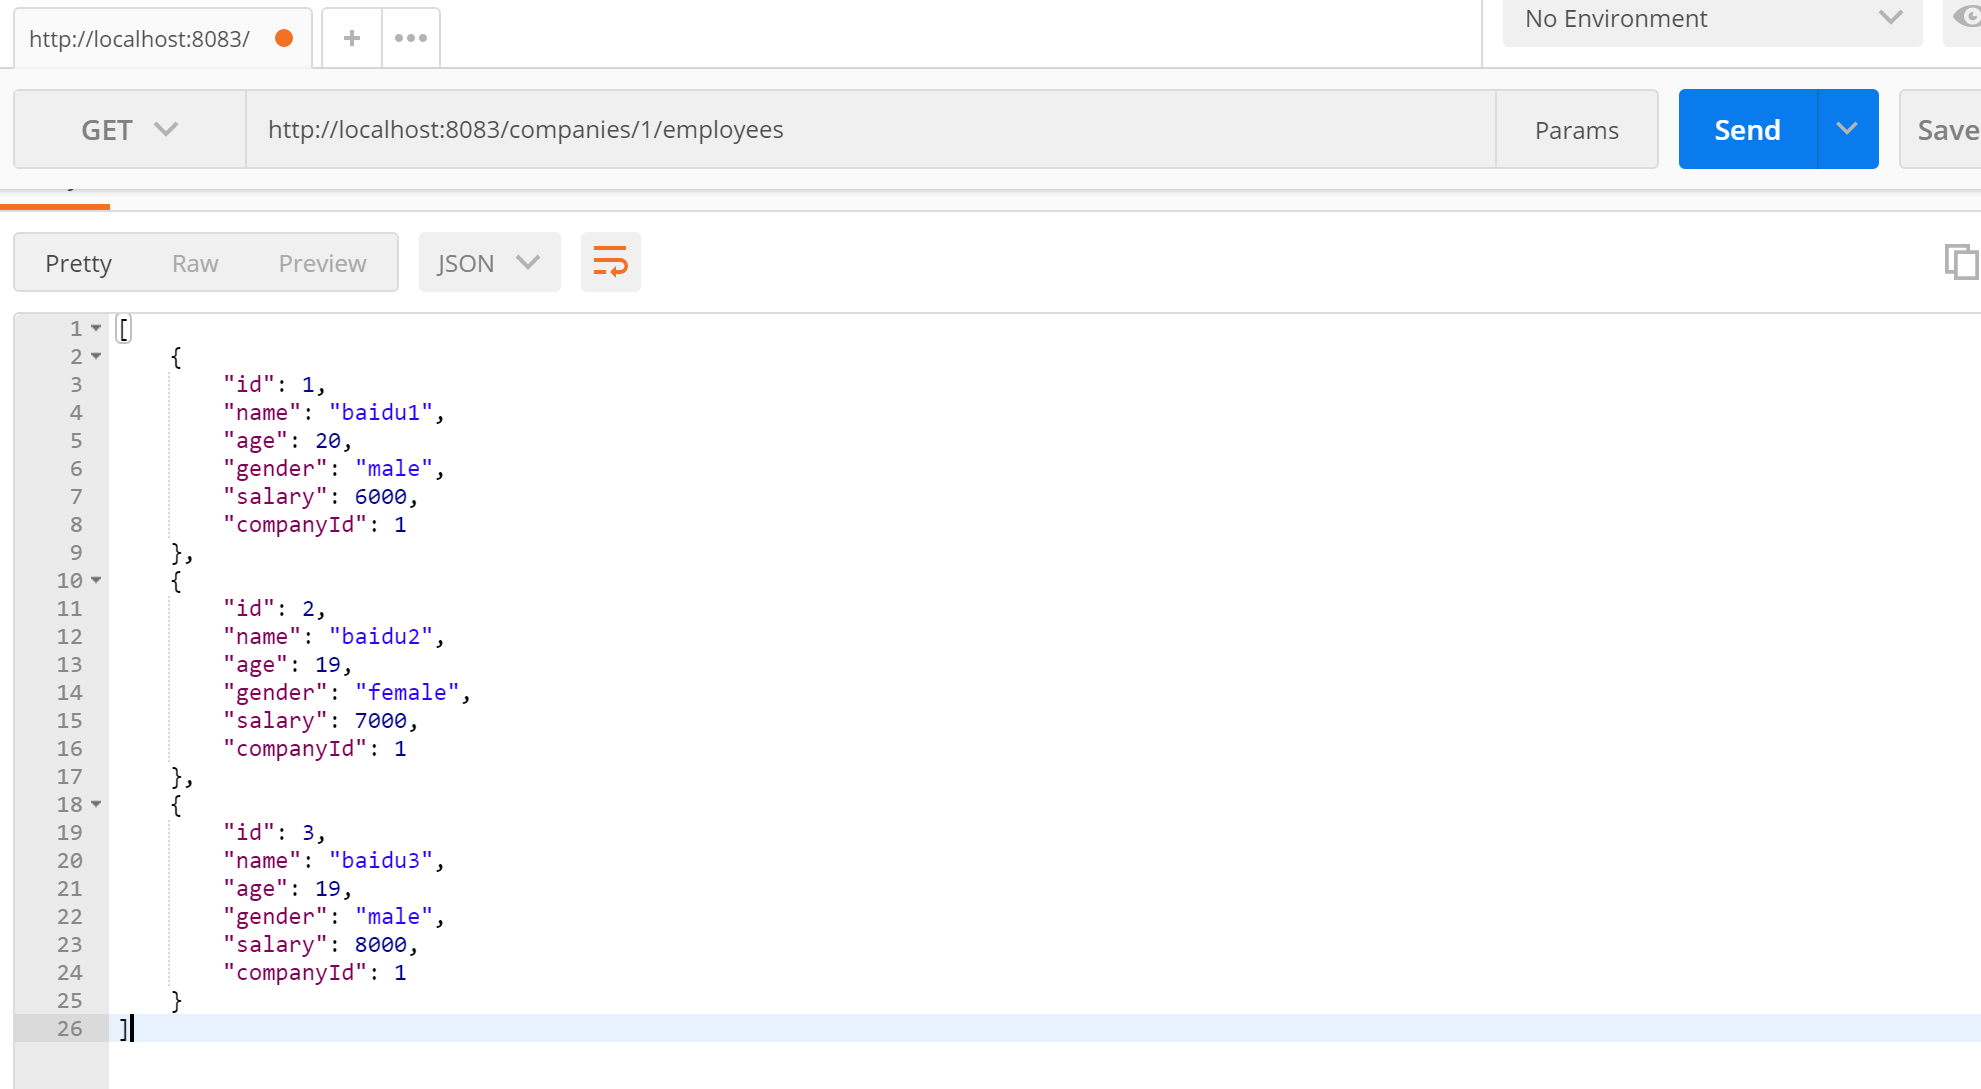 http://localhost:8083/
No Environment
GET http://localhost:8083/companies/1/employees Params Send Save
Pretty Raw Preview JSON
1 [
2 {
3 "id": 1,
4 "name": "baidu1",
5 "age": 20,
6 "gender": "male",
7 "salary": 6000,
8 "companyId": 1
9 },
10 {
11 "id": 2,
12 "name": "baidu2",
13 "age": 19,
14 "gender": "female",
15 "salary": 7000,
16 "companyId": 1
17 },
18 {
19 "id": 3,
20 "name": "baidu3",
21 "age": 19,
22 "gender": "male",
23 "salary": 8000,
24 "companyId": 1
25 }
26 ]